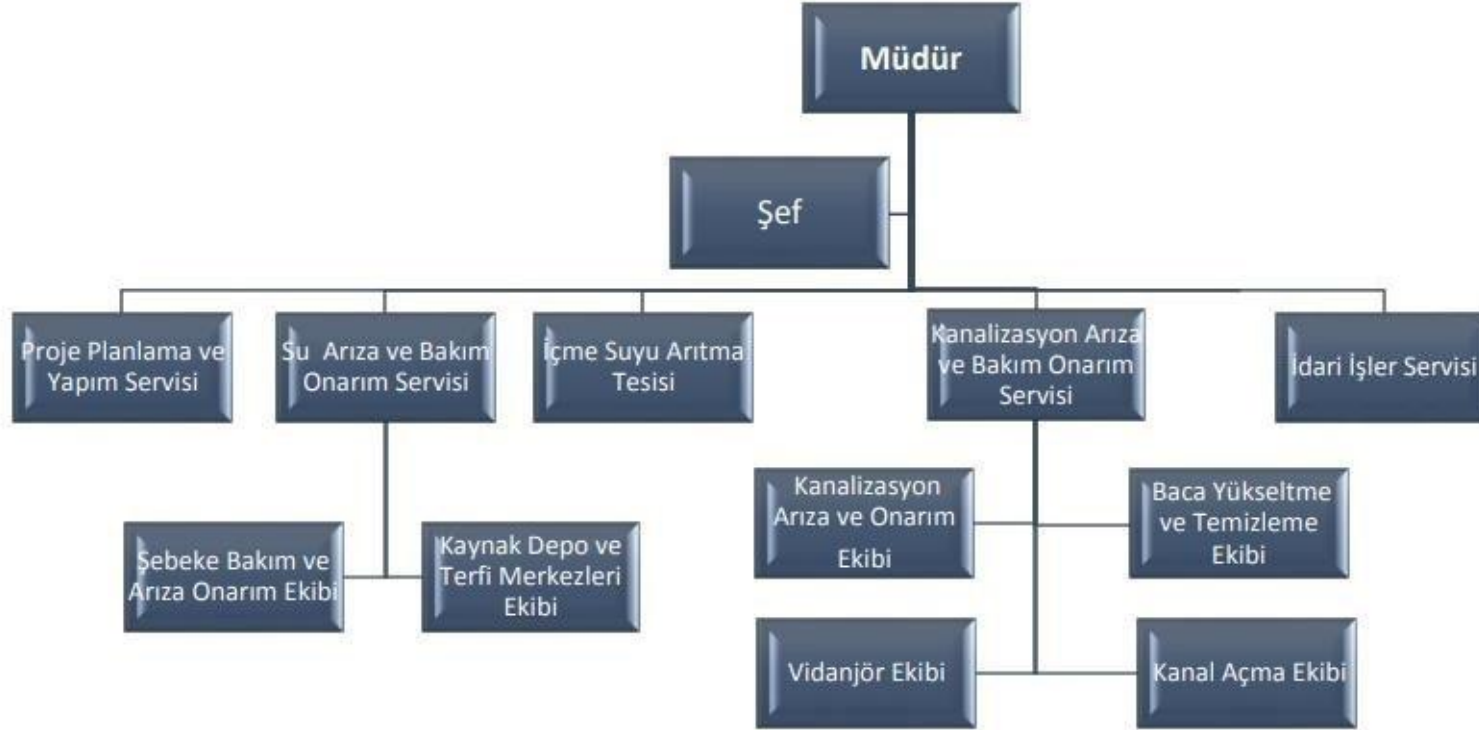 Müdür
Şef
Proje Planlama ve
Yapım Servisi
Su Arıza ve Bakım
Onarım Servisi
İçme Suyu Arıtma
Tesisi
Kanalizasyon Arıza
ve Bakım Onarım
Servisi
İdari İşler Servisi
Şebeke Bakım ve
Arıza Onarım Ekibi
Kaynak Depo ve
Terfi Merkezleri
Ekibi
Kanalizasyon
Arıza ve Onarım
Ekibi
Baca Yükseltme
ve Temizleme
Ekibi
Vidanjör Ekibi
Kanal Açma Ekibi